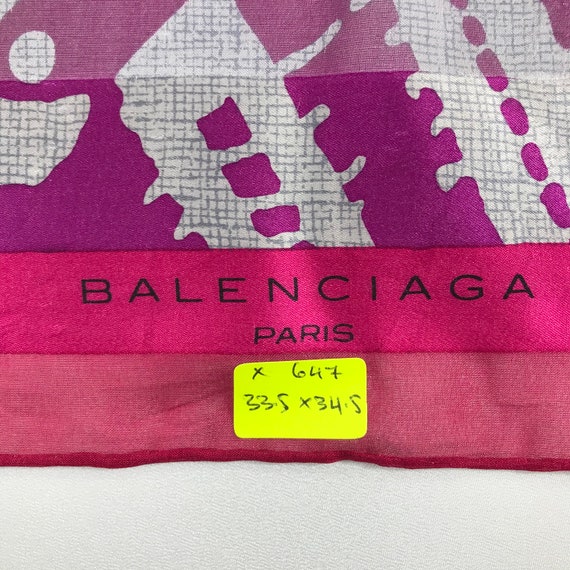 BALENCIAGA
PARIS
x 647
33.5 x 34.5